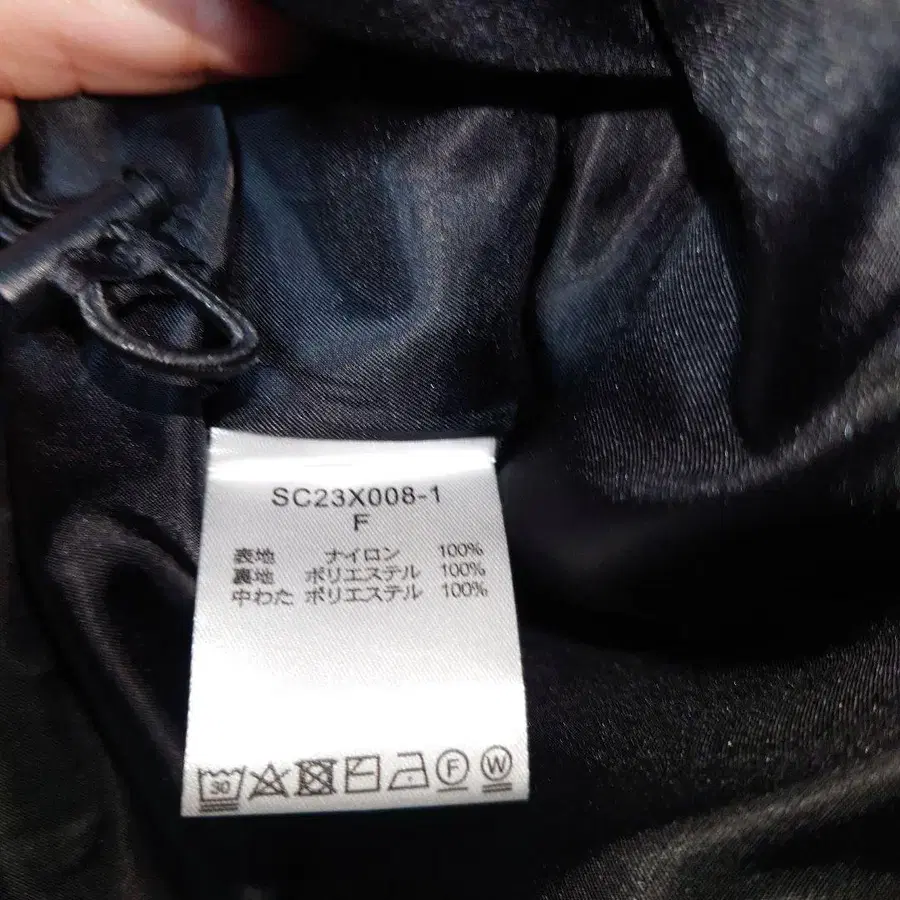 SC23X008-1
F
表地 ナイロン 100%
裏地 ポリエステル 100%
中わた ポリエステル 100%
30 F W